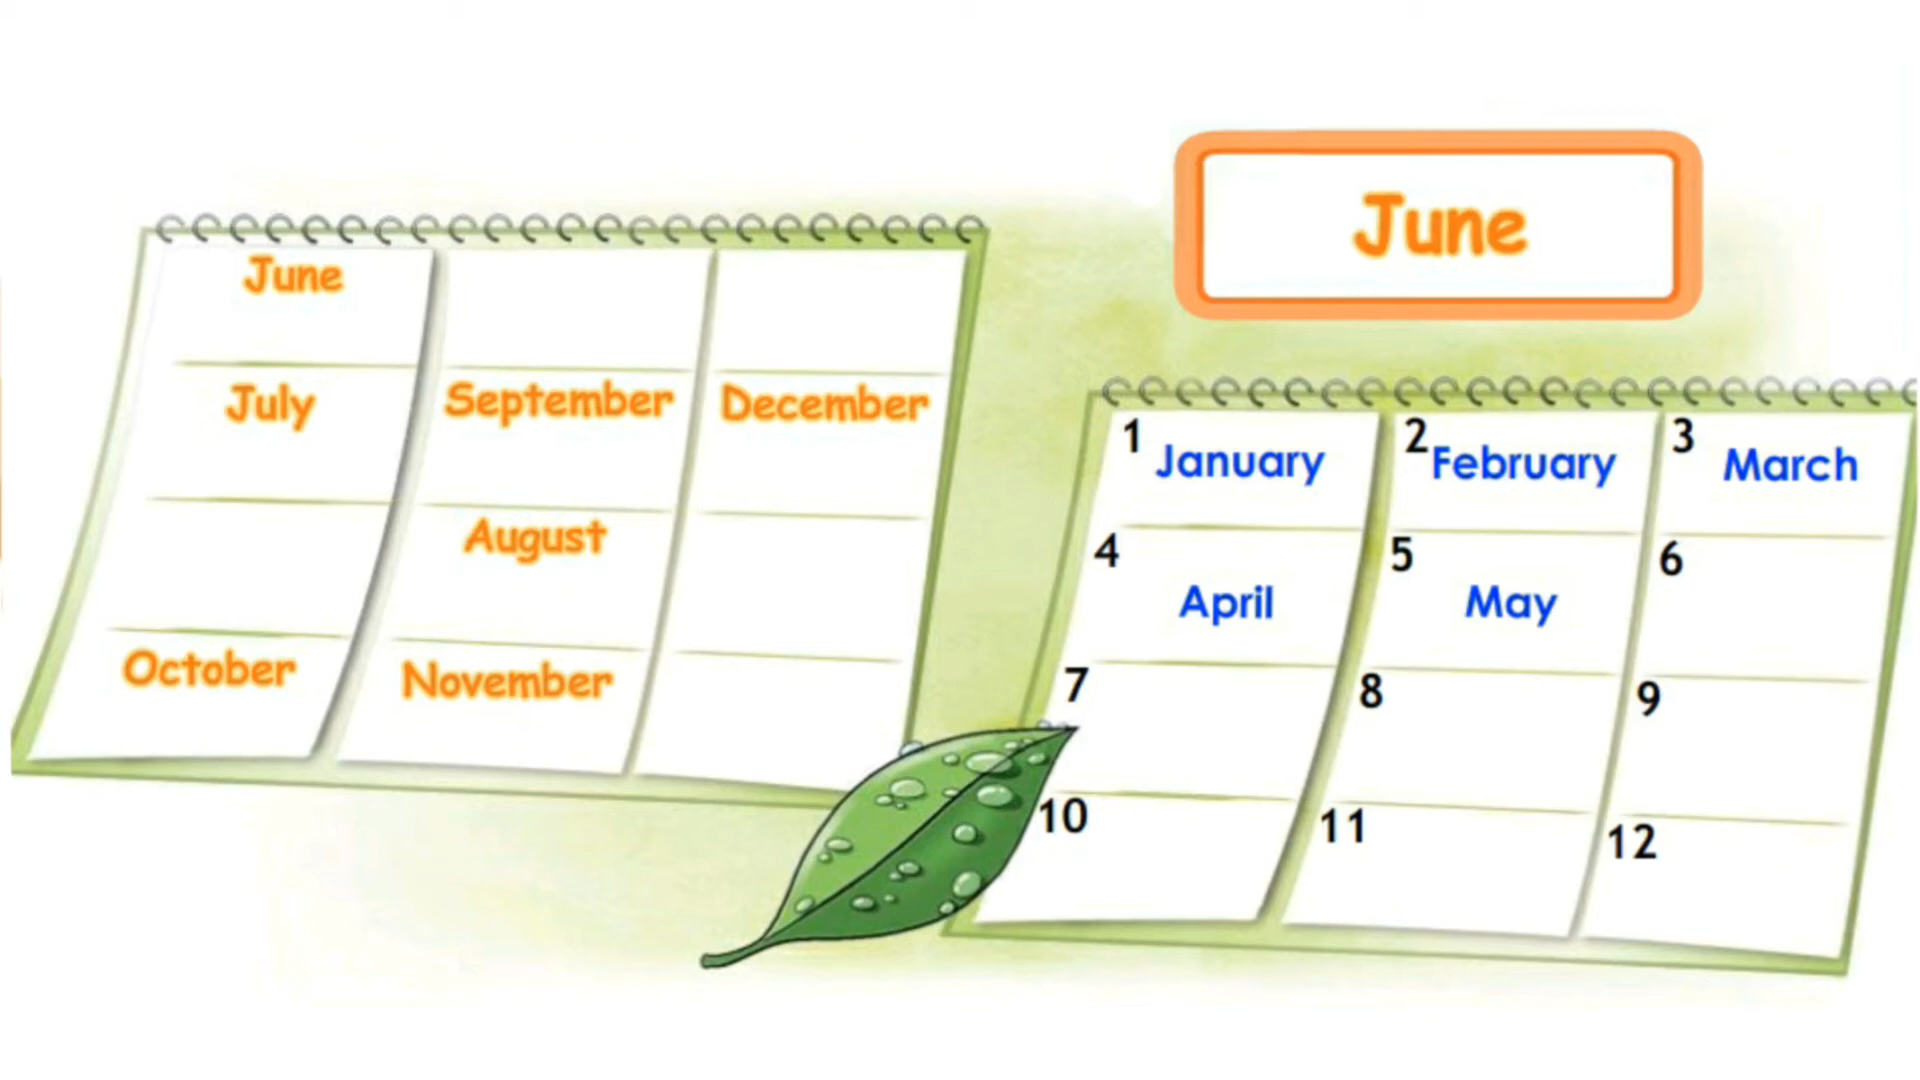 June
June
July
September
December
August
October
November
1 January
2 February
3 March
4 April
5 May
6
7
8
9
10
11
12